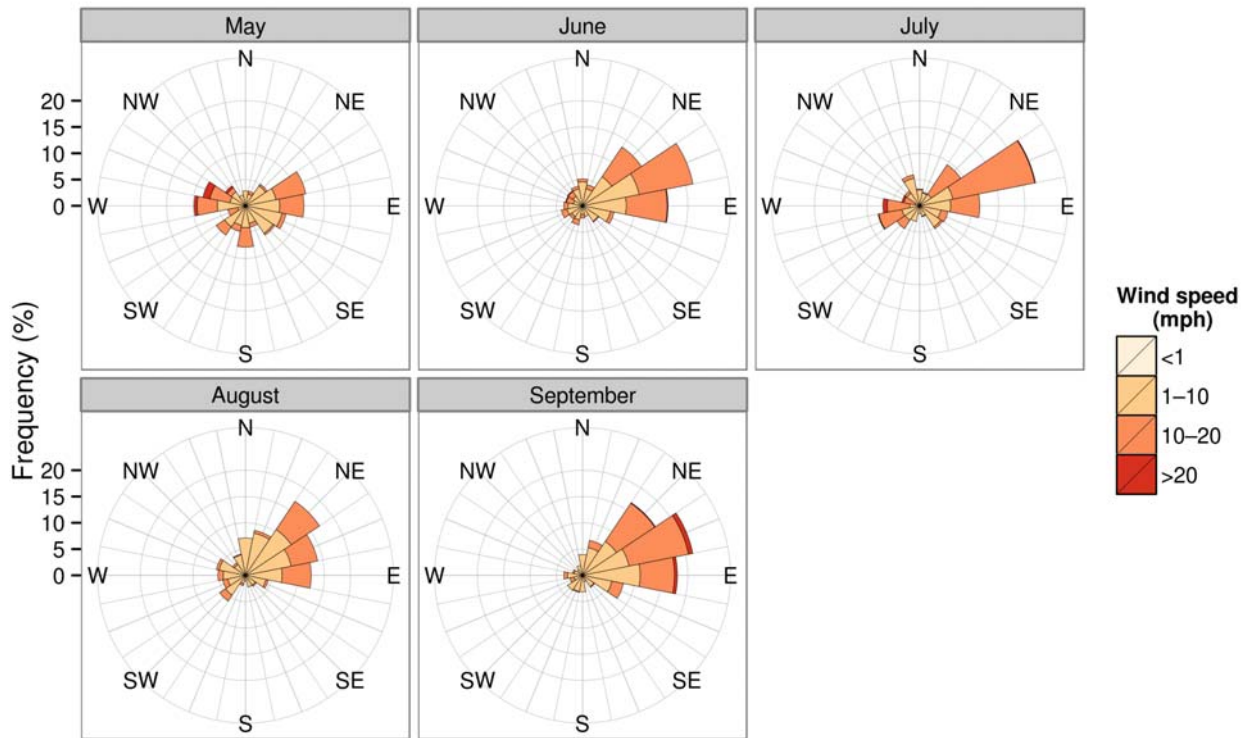 May
June
July
N
NW
NE
W
E
SW
SE
S
N
NW
NE
W
E
SW
SE
S
N
NW
NE
W
E
SW
SE
S
20
15
10
5
0
August
September
N
NW
NE
W
E
SW
SE
S
N
NW
NE
W
E
SW
SE
S
20
15
10
5
0
Frequency (%)
Wind speed
(mph)
<1
1–10
10–20
>20